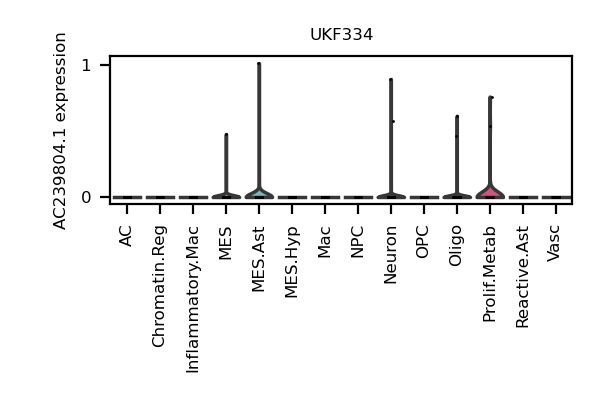 UKF334
AC239804.1 expression
1
0
AC
Chromatin.Reg
Inflammatory.Mac
MES
MES.Ast
MES.Hyp
Mac
NPC
Neuron
OPC
Oligo
Prolif.Metab
Reactive.Ast
Vasc